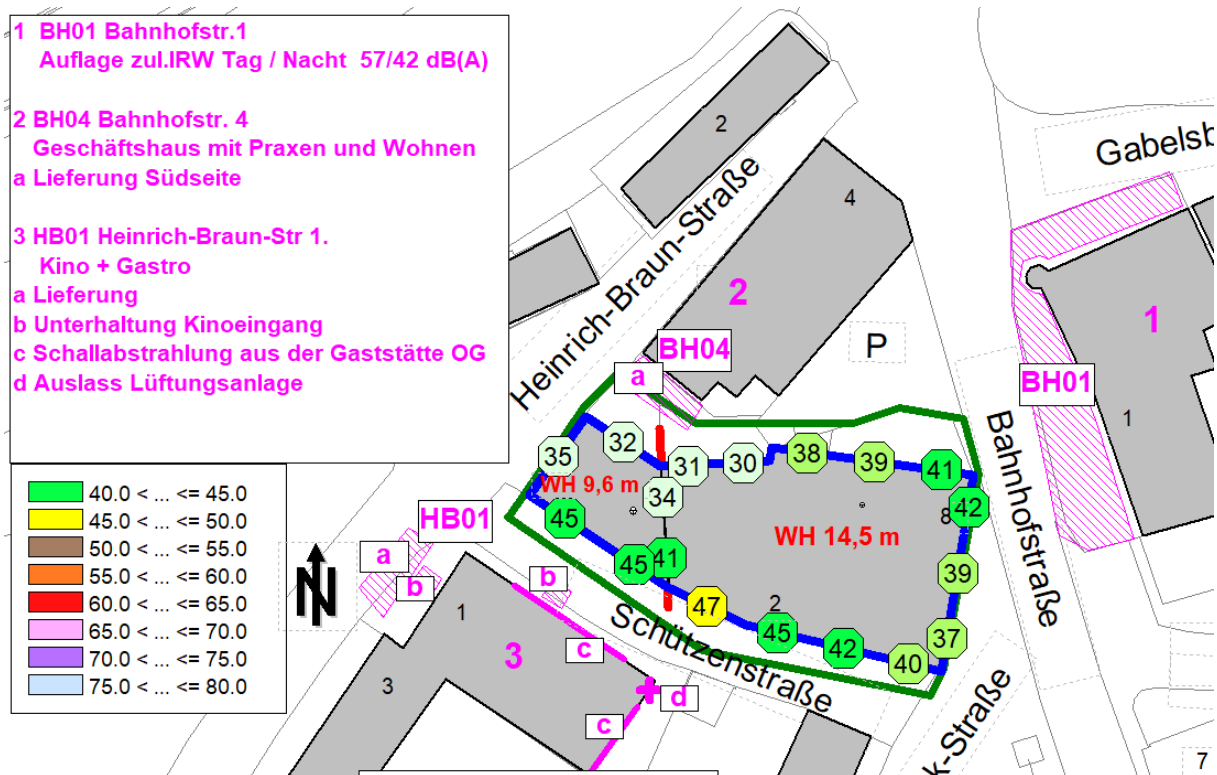 1 BH01 Bahnhofstr.1
Auflage zul.IRW Tag / Nacht 57/42 dB(A)
2 BH04 Bahnhofstr. 4
Geschäftshaus mit Praxen und Wohnen
a Lieferung Südseite
3 HB01 Heinrich-Braun-Str 1.
Kino + Gastro
a Lieferung
b Unterhaltung Kinoeingang
c Schallabstrahlung aus der Gaststätte OG
d Auslass Lüftungsanlage
40.0 < ... <= 45.0
45.0 < ... <= 50.0
50.0 < ... <= 55.0
55.0 < ... <= 60.0
60.0 < ... <= 65.0
65.0 < ... <= 70.0
70.0 < ... <= 75.0
75.0 < ... <= 80.0
N
2
4
Gabelsb
Heinrich-Braun-Straße
2
1
P
BH04
a
BH01
1
Bahnhofstraße
35
32
31
30
38
39
41
42
8
WH 9,6 m
34
WH 14,5 m
45
45
41
47
2
45
42
40
37
39
HB01
a
b
b
1
3
c
3
d
c
Schützenstraße
k-Straße
7